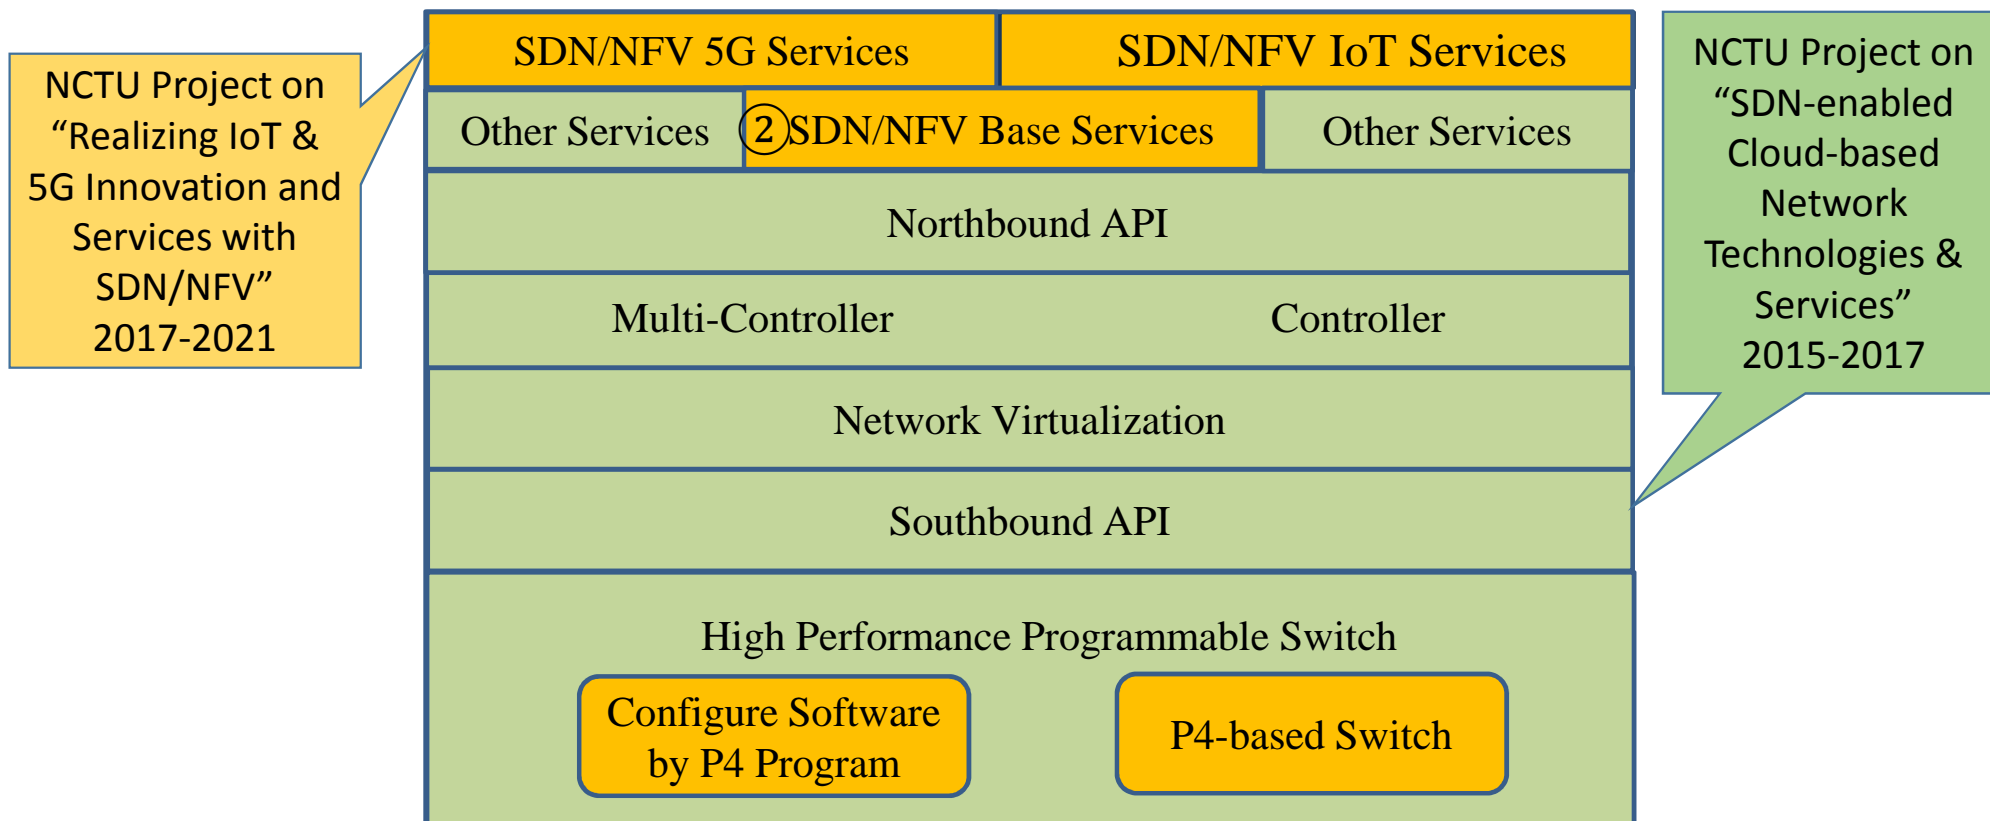 NCTU Project on
“Realizing IoT &
5G Innovation and
Services with
SDN/NFV”
2017-2021
SDN/NFV 5G Services
SDN/NFV IoT Services
Other Services
② SDN/NFV Base Services
Other Services
Northbound API
Multi-Controller
Controller
Network Virtualization
Southbound API
High Performance Programmable Switch
Configure Software
by P4 Program
P4-based Switch
NCTU Project on
“SDN-enabled
Cloud-based
Network
Technologies &
Services”
2015-2017